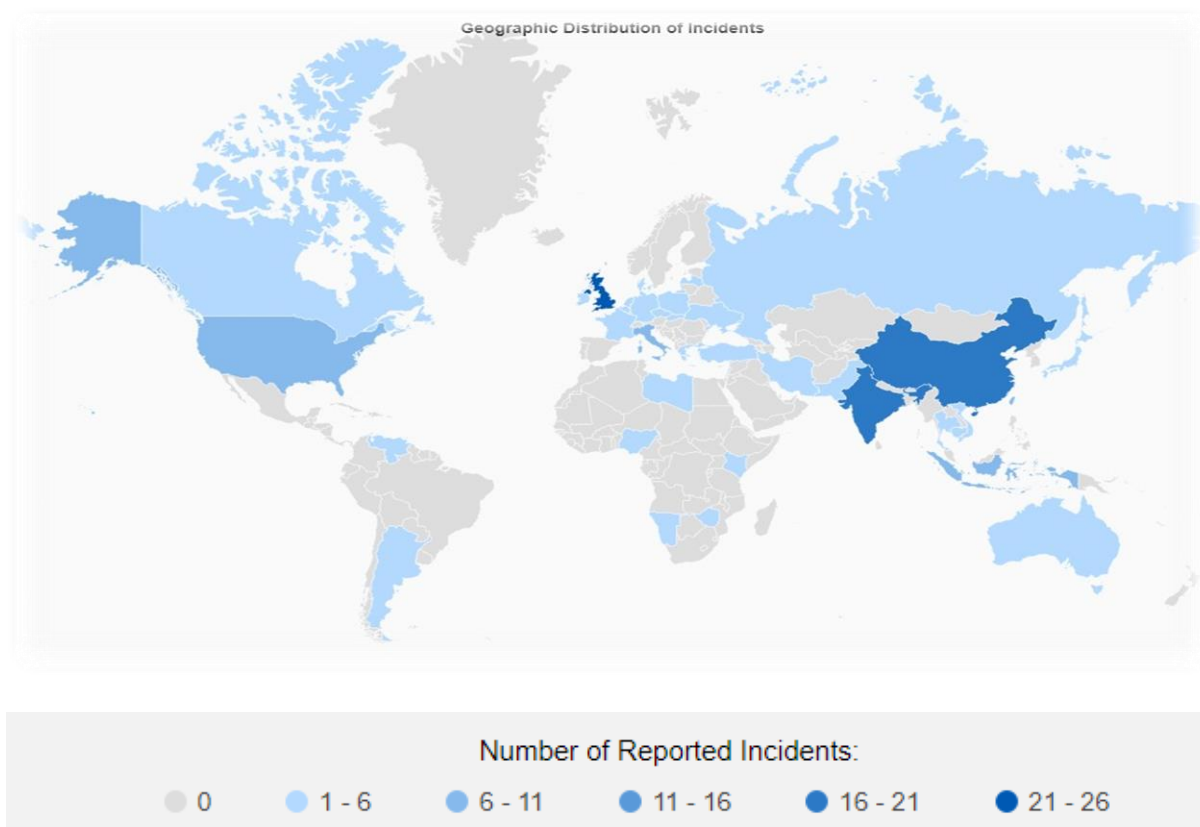 Geographic Distribution of Incidents
Number of Reported Incidents:
0 1 - 6 6 - 11 11 - 16 16 - 21 21 - 26